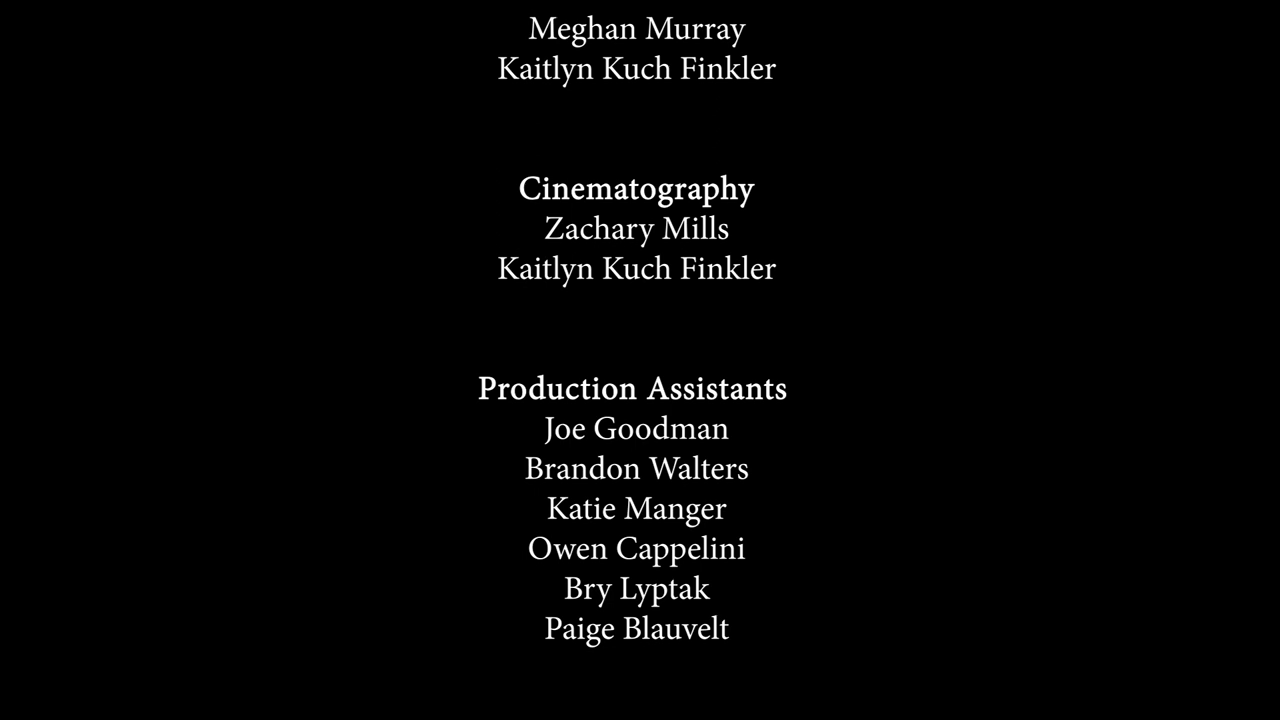 Meghan Murray
Kaitlyn Kuch Finkler
Cinematography
Zachary Mills
Kaitlyn Kuch Finkler
Production Assistants
Joe Goodman
Brandon Walters
Katie Manger
Owen Cappelini
Bry Lyptak
Paige Blauvelt